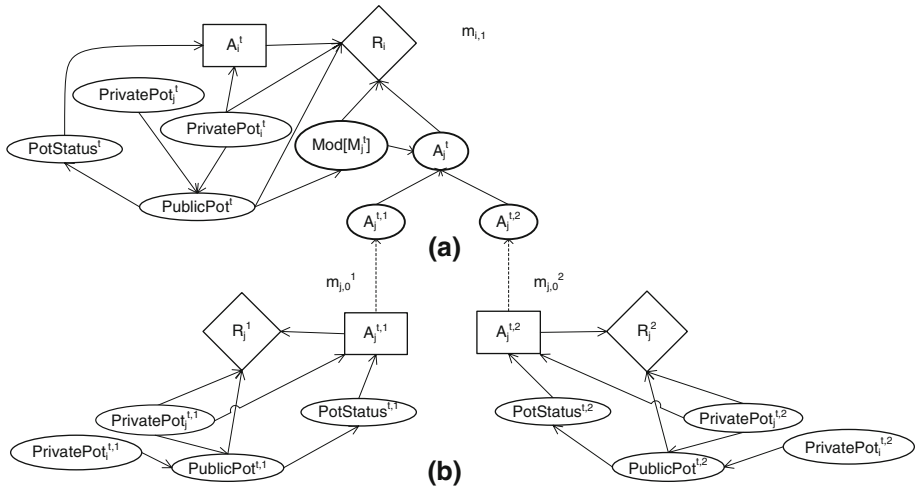 A_i^t
R_i
m_{i,1}
PrivatePot_j^t
PrivatePot_i^t
PotStatus^t
Mod[M_j^t]
A_j^t
PublicPot^t
A_j^{t,1}
A_j^{t,2}
(a)
m_{j,0}^1
m_{j,0}^2
R_j^1
A_j^{t,1}
A_j^{t,2}
R_j^2
PrivatePot_j^{t,1}
PotStatus^{t,1}
PotStatus^{t,2}
PrivatePot_j^{t,2}
PrivatePot_i^{t,1}
PublicPot^{t,1}
(b)
PublicPot^{t,2}
PrivatePot_i^{t,2}